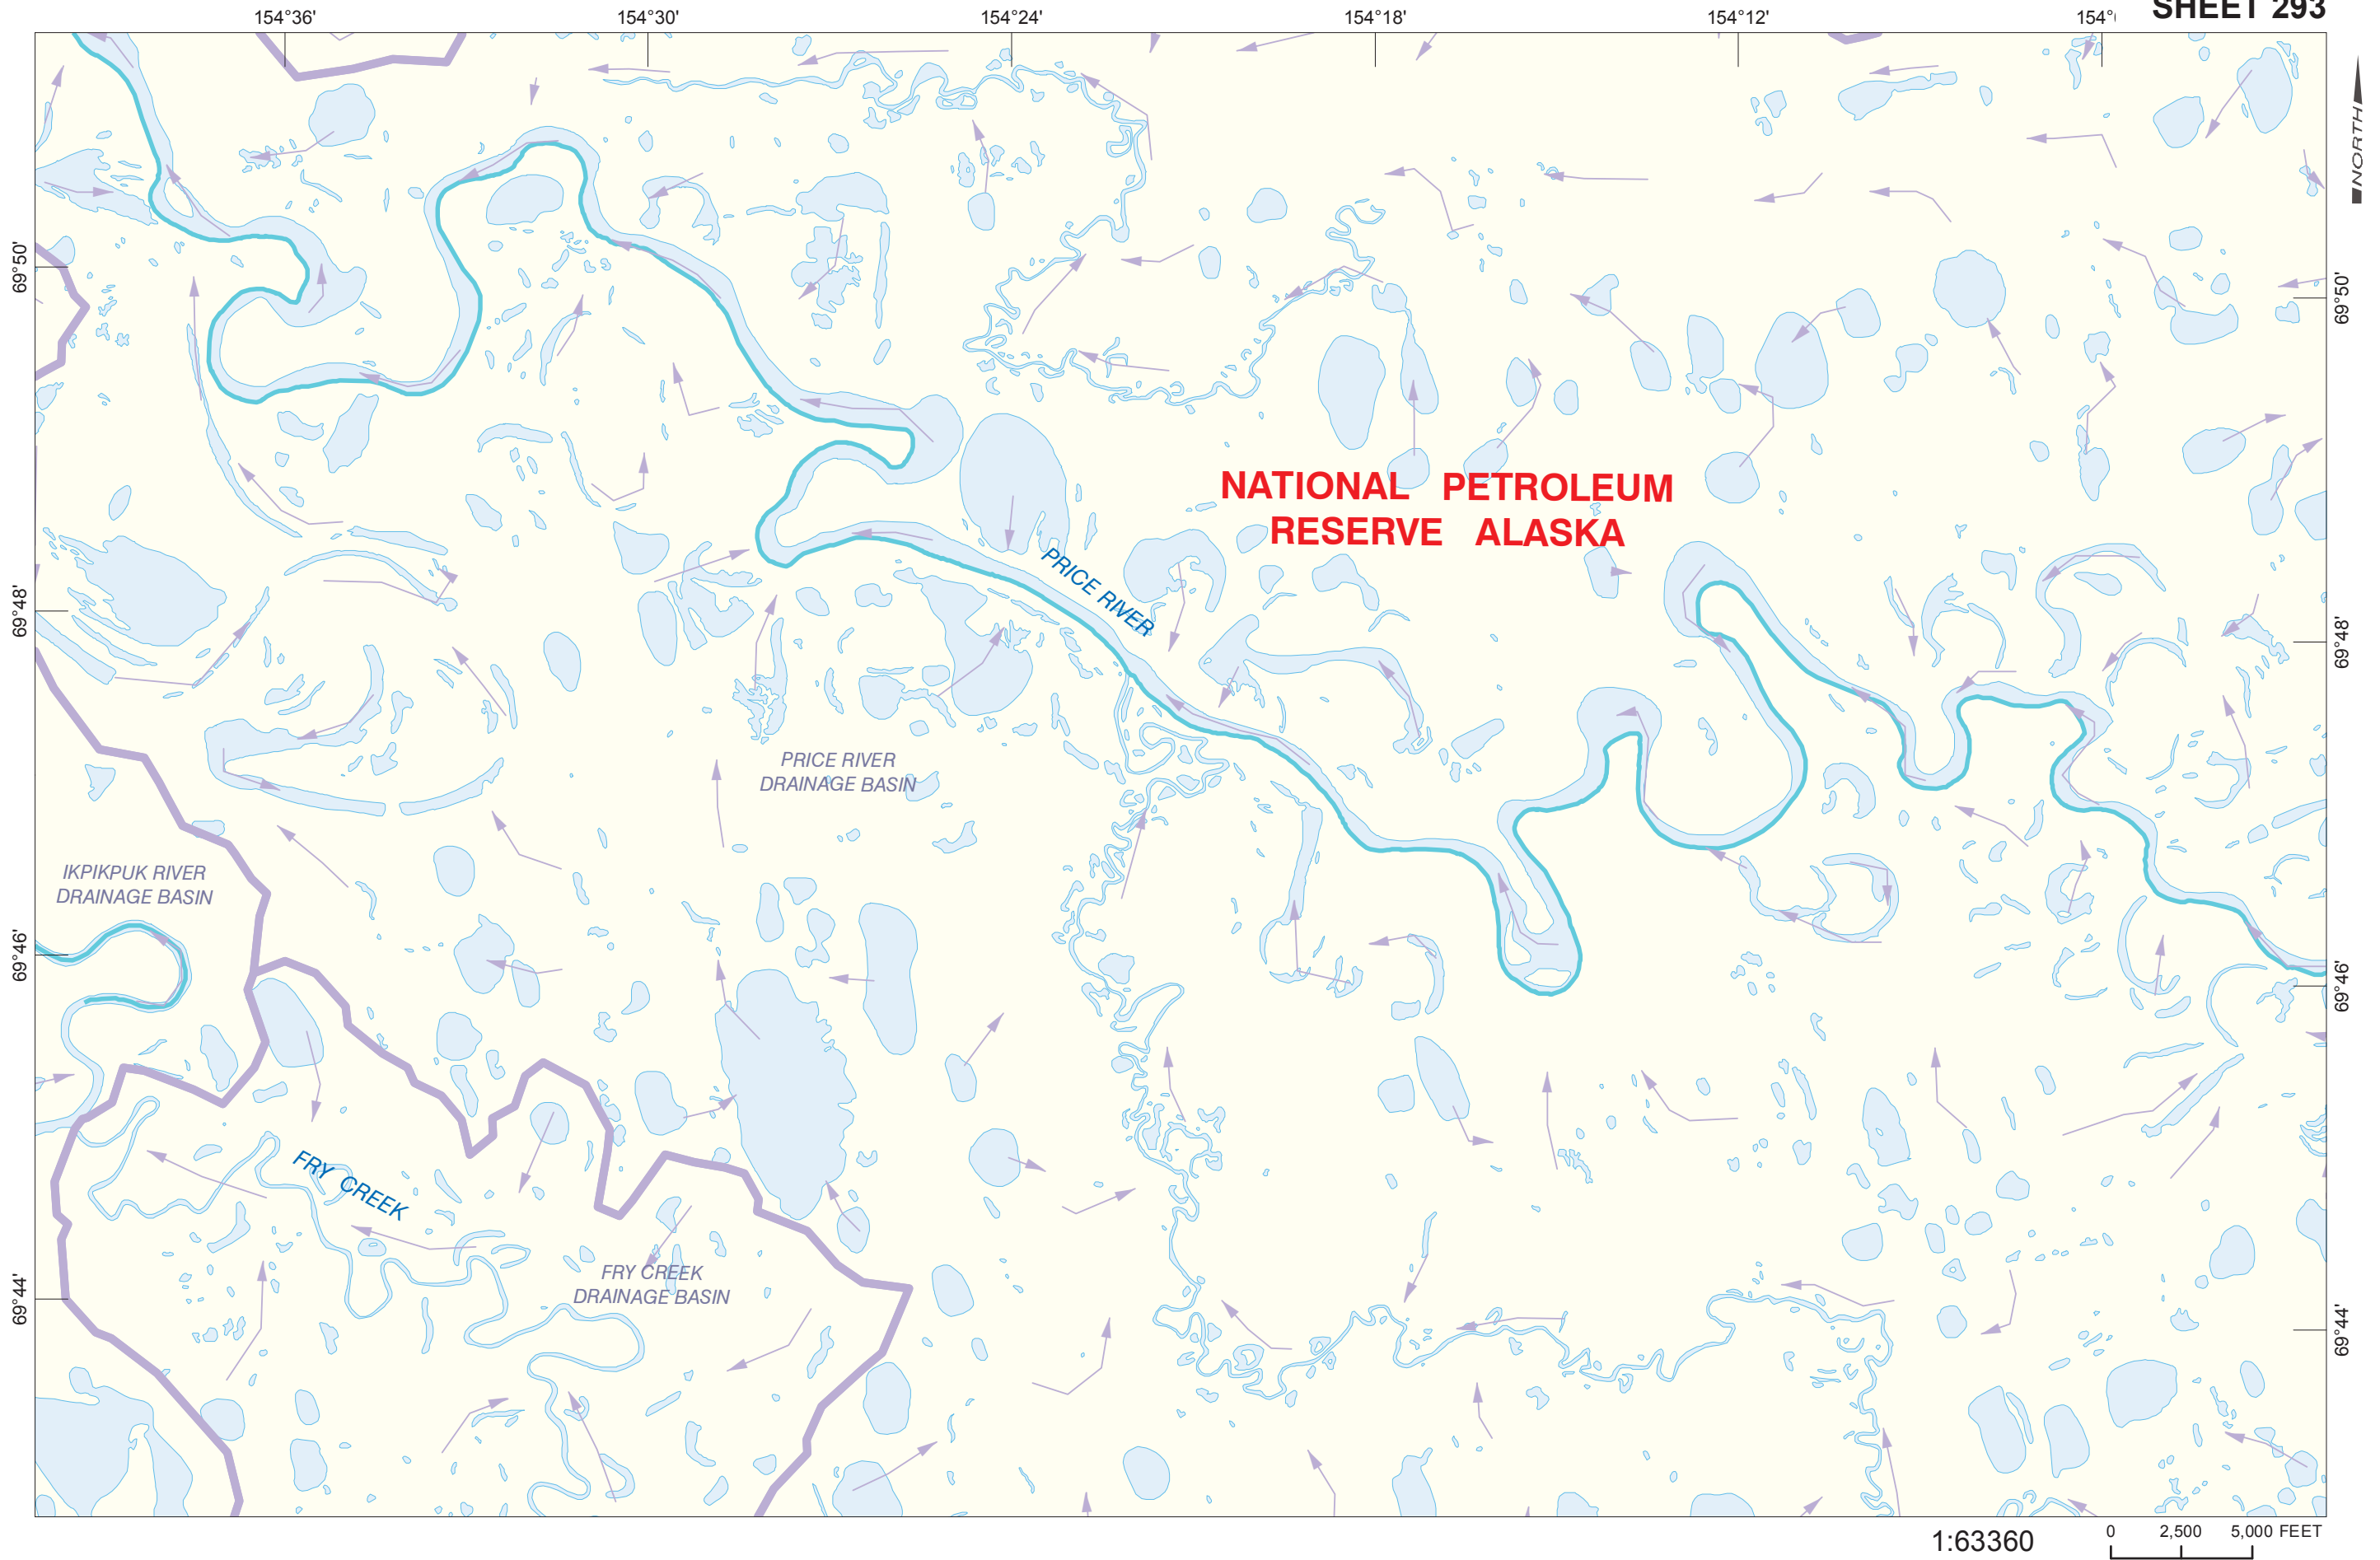 SHEET 293
154°36' 154°30' 154°24' 154°18' 154°12'
NORTH
69°50' 69°50'
NATIONAL PETROLEUM
RESERVE ALASKA
PRICE RIVER
69°48' 69°48'
PRICE RIVER
DRAINAGE BASIN
IKPIKPUK RIVER
DRAINAGE BASIN
69°46' 69°46'
FRY CREEK
FRY CREEK
DRAINAGE BASIN
69°44' 69°44'
1:63360
0 2,500 5,000 FEET